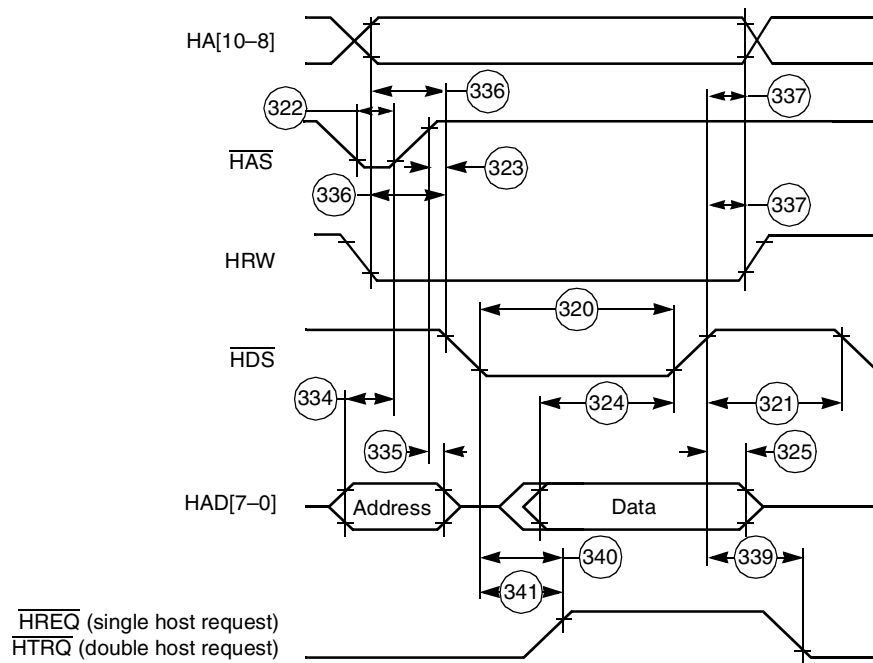 HA[10–8]
336
337
322
HAS
323
336
337
HRW
320
HDS
334
324
321
335
325
HAD[7–0]
Address
Data
340
339
341
HREQ (single host request)
HTRQ (double host request)